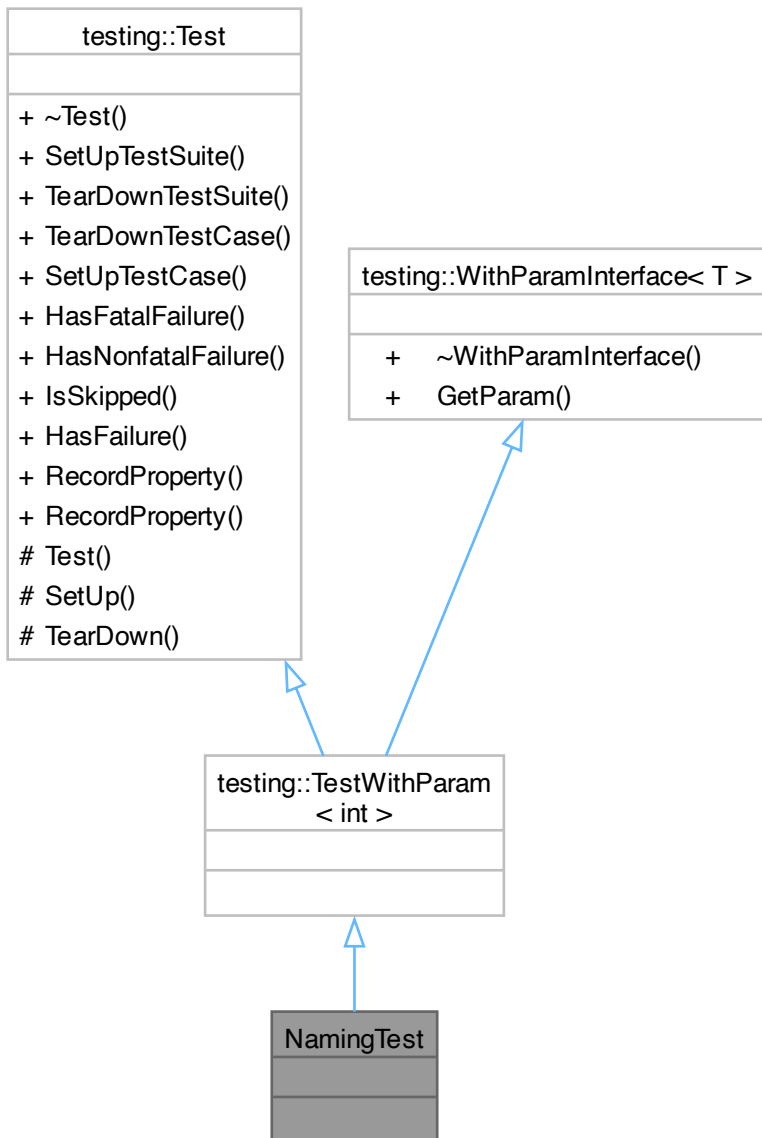 testing::Test
+ ~Test()
+ SetUpTestSuite()
+ TearDownTestSuite()
+ TearDownTestCase()
+ SetUpTestCase()
+ HasFatalFailure()
+ HasNonfatalFailure()
+ IsSkipped()
+ HasFailure()
+ RecordProperty()
+ RecordProperty()
# Test()
# SetUp()
# TearDown()
testing::WithParamInterface< T >
+ ~WithParamInterface()
+ GetParam()
testing::TestWithParam
< int >
NamingTest